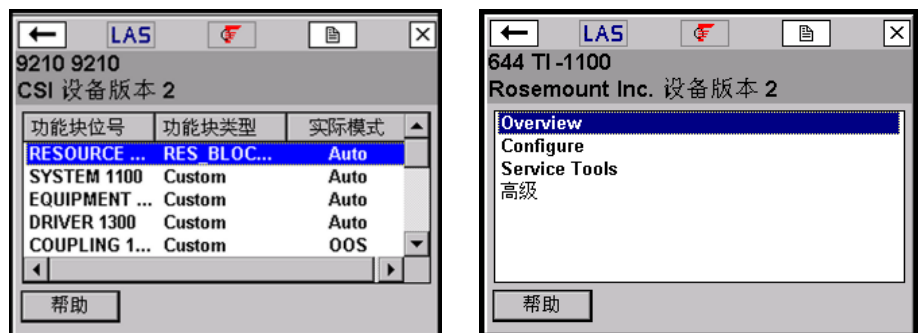 LAS
9210 9210
CSI 设备版本 2
功能块位号 功能块类型 实际模式
RESOURCE ... RES_BLOC... Auto
SYSTEM 1100 Custom Auto
EQUIPMENT ... Custom Auto
DRIVER 1300 Custom Auto
COUPLING 1... Custom OOS
帮助
LAS
644 TI-1100
Rosemount Inc. 设备版本 2
Overview
Configure
Service Tools
高级
帮助